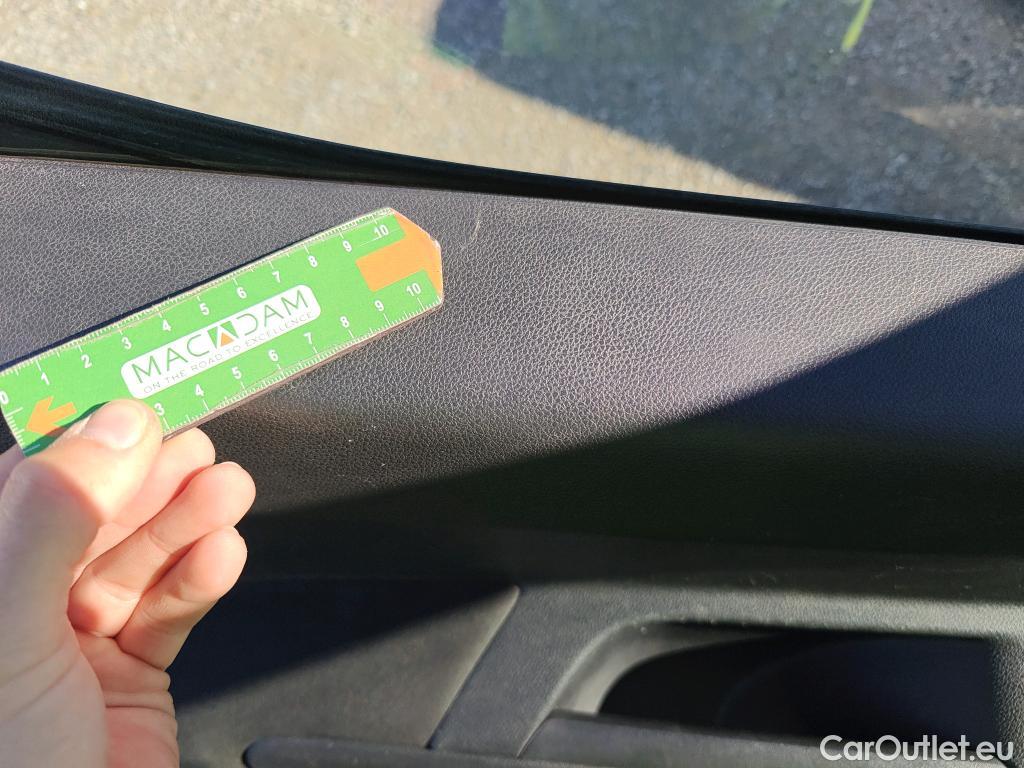 0 1 2 3 4 5 6 7 8 9 10
MACADAM
ON THE ROAD TO EXCELLENCE
3 4 5 6 7 8 9 10
CarOutlet.eu